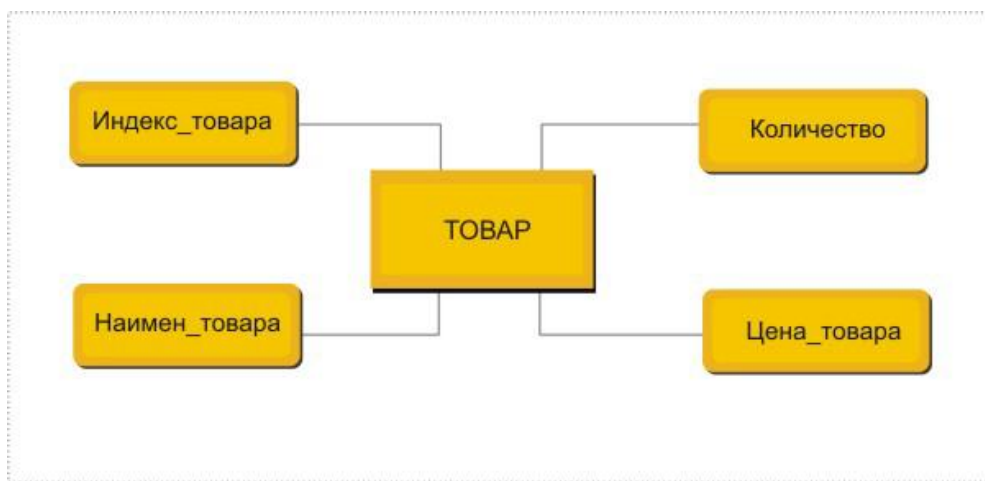 Индекс_товара
Количество
ТОВАР
Наимен_товара
Цена_товара